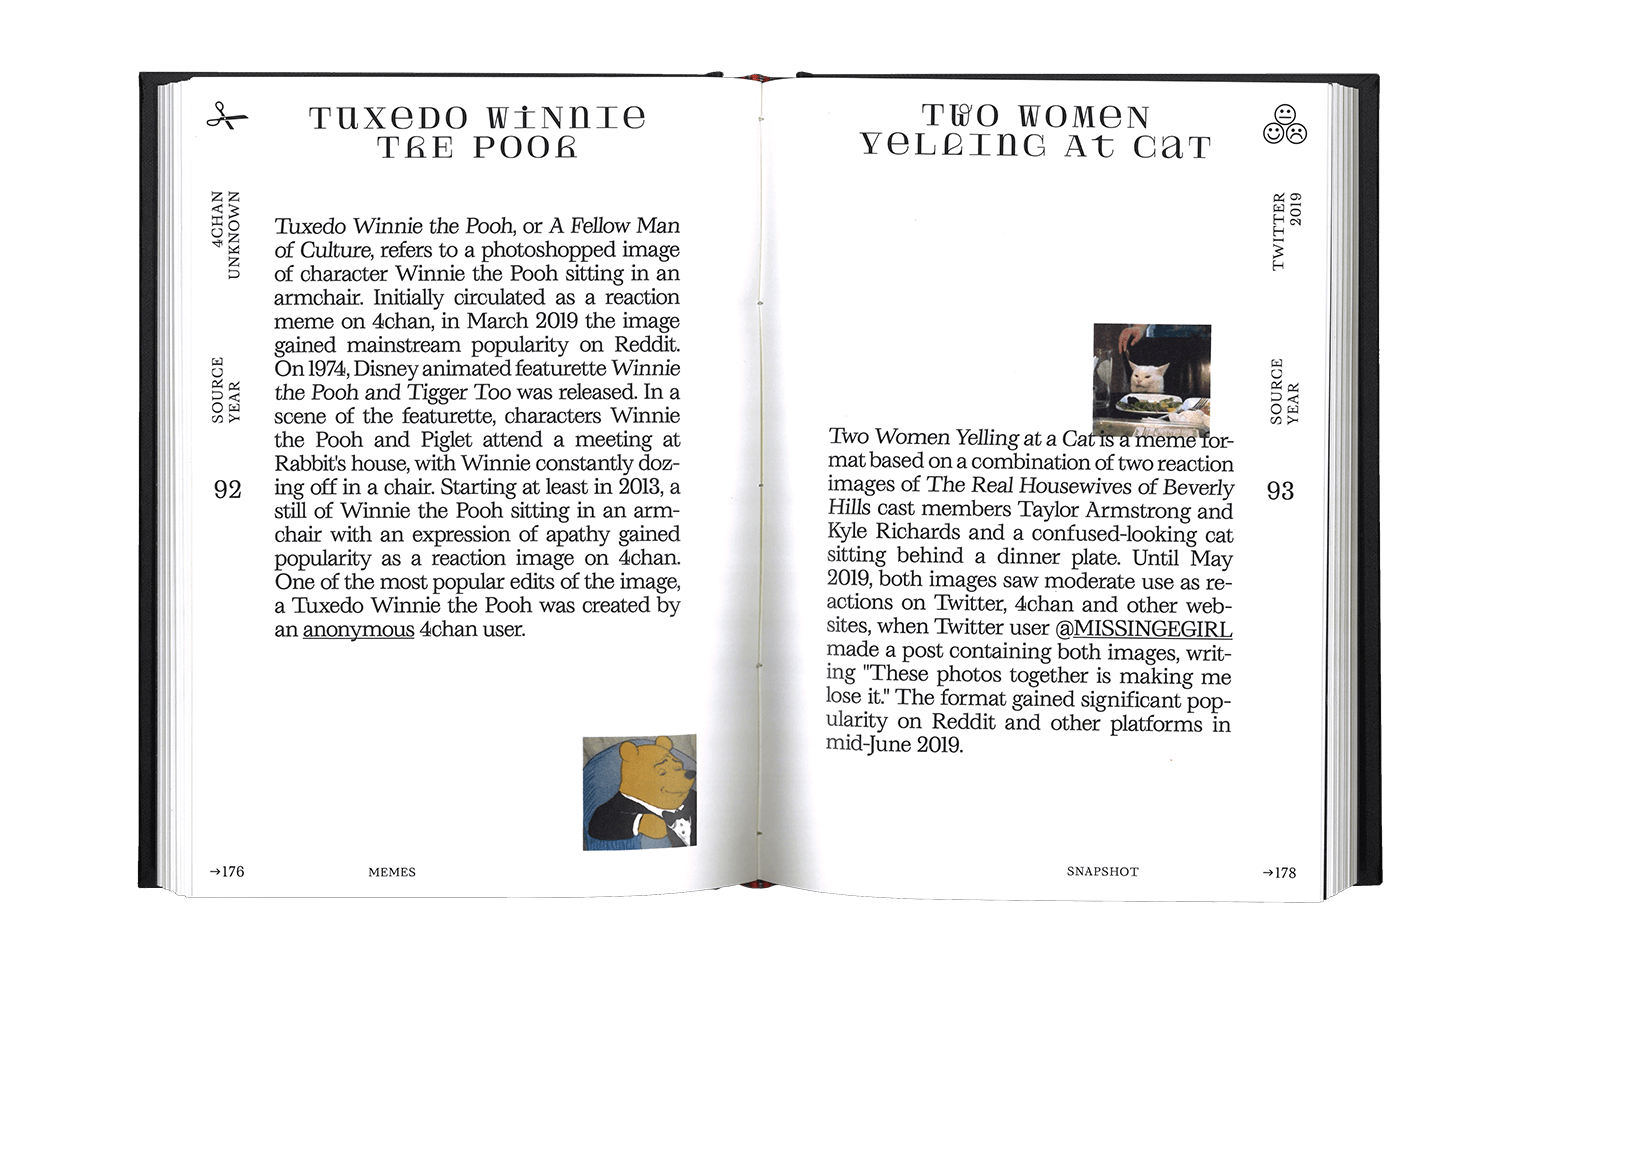 TUXEDO WINNIE
THE POOH
4CHAN
UNKNOWN
SOURCE
YEAR
92
Tuxedo Winnie the Pooh, or A Fellow Man
of Culture, refers to a photoshopped image
of character Winnie the Pooh sitting in an
armchair. Initially circulated as a reaction
meme on 4chan, in March 2019 the image
gained mainstream popularity on Reddit.
On 1974, Disney animated featurette Winnie
the Pooh and Tigger Too was released. In a
scene of the featurette, characters Winnie
the Pooh and Piglet attend a meeting at
Rabbit's house, with Winnie constantly doz-
ing off in a chair. Starting at least in 2013, a
still of Winnie the Pooh sitting in an arm-
chair with an expression of apathy gained
popularity as a reaction image on 4chan.
One of the most popular edits of the image,
a Tuxedo Winnie the Pooh was created by
an anonymous 4chan user.
→176
MEMES
TWO WOMEN
YELLING AT CAT
TWITTER
2019
SOURCE
YEAR
93
Two Women Yelling at a Cat is a meme for-
mat based on a combination of two reaction
images of The Real Housewives of Beverly
Hills cast members Taylor Armstrong and
Kyle Richards and a confused-looking cat
sitting behind a dinner plate. Until May
2019, both images saw moderate use as re-
actions on Twitter, 4chan and other web-
sites, when Twitter user @MISSINGEGIRL
made a post containing both images, writ-
ing "These photos together is making me
lose it." The format gained significant pop-
ularity on Reddit and other platforms in
mid-June 2019.
SNAPSHOT
→178